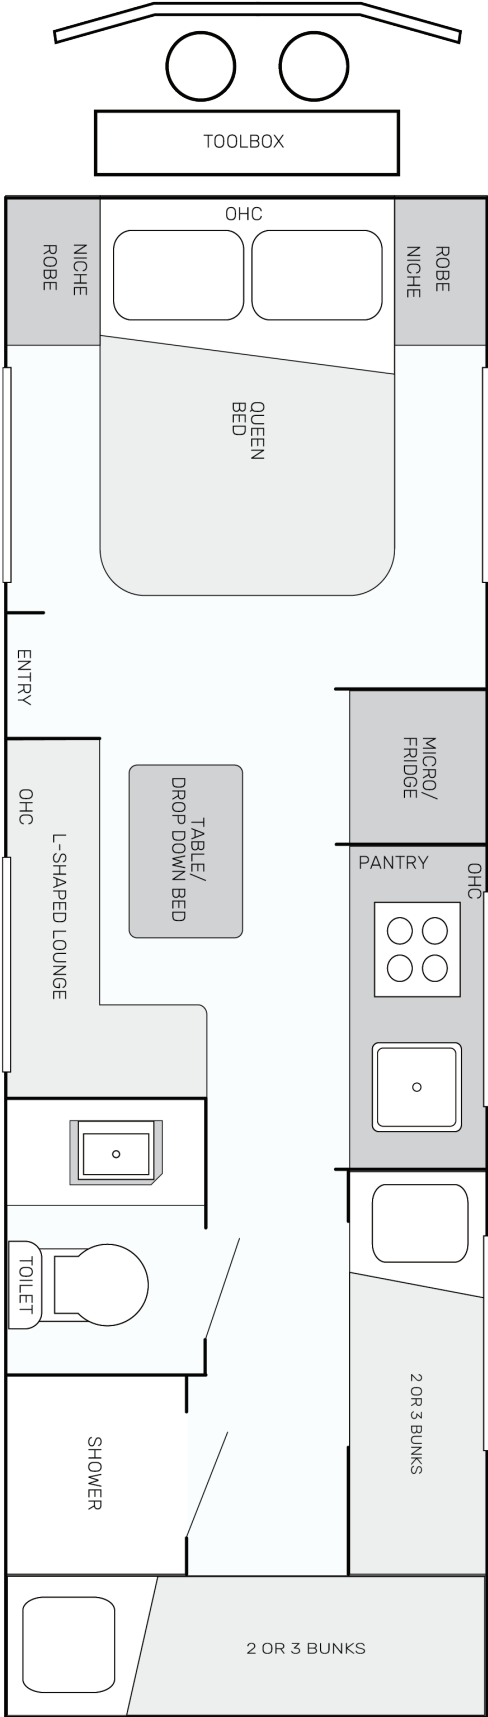 TOOLBOX
OHC
NICHE
ROBE
ROBE
NICHE
QUEEN
BED
ENTRY
MICRO/
FRIDGE
OHC
L-SHAPED LOUNGE
TABLE/
DROP DOWN BED
PANTRY
OHC
TOILET
2 OR 3 BUNKS
SHOWER
2 OR 3 BUNKS